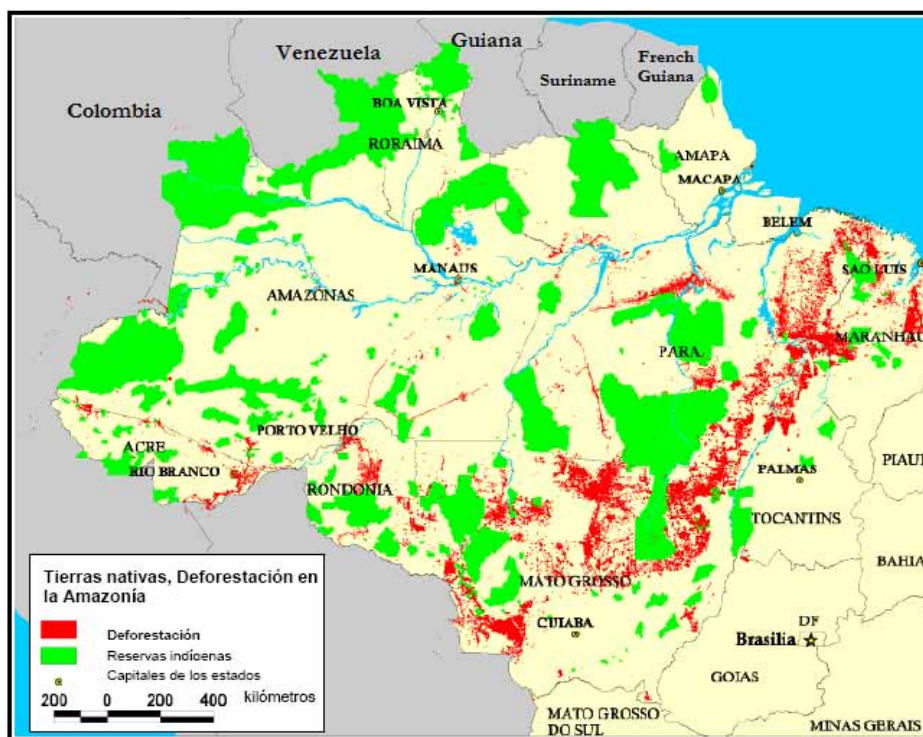 Venezuela
Guiana
Suriname
French
Guiana
Colombia
BOA VISTA
RORAIMA
AMAPA
MACAPA
BELEM
SAO LUIS
MANAUS
AMAZONAS
MARANHAO
PARA
PORTO VELHO
ACRE
RIO BRANCO
RONDONIA
PALMAS
PIAUI
TOCANTINS
BAHIA
MATO GROSSO
CUIABA
DF
Brasilia
GOIAS
MATO GROSSO
DO SUL
MINAS GERAIS
Tierras nativas, Deforestación en
la Amazonía
Deforestación
Reservas indícenas
Capitales de los estados
200 0 200 400 kilómetros